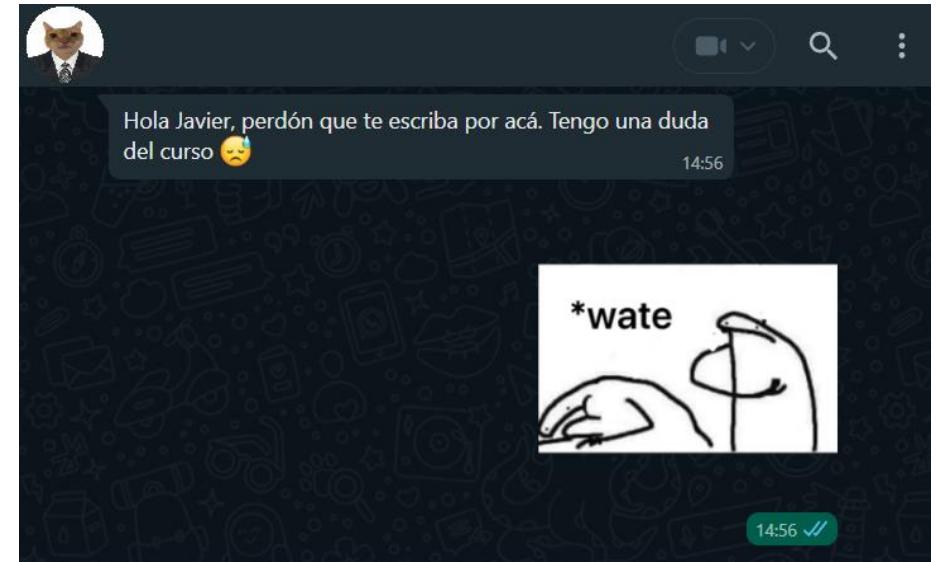 Hola Javier, perdón que te escriba por acá. Tengo una duda
del curso 😓
14:56
*wate
14:56